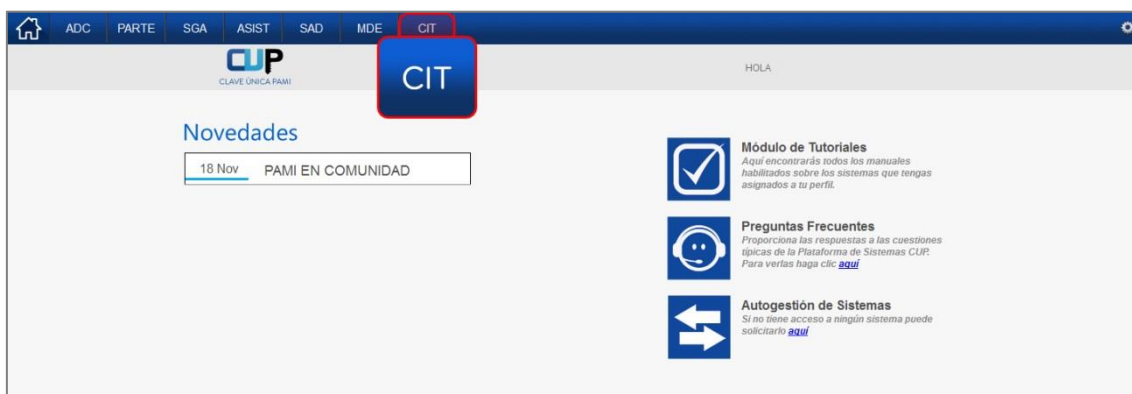 ADC PARTE SGA ASIST SAD MDE CIT
CUP
CLAVE ÚNICA PAMI
CIT
HOLA
Novedades
18 Nov PAMI EN COMUNIDAD
Módulo de Tutoriales
Aquí encontrarás todos los manuales
habilitados sobre los sistemas que tengas
asignados a tu perfil.
Preguntas Frecuentes
Proporciona las respuestas a las cuestiones
típicas de la Plataforma de Sistemas CUP.
Para verlas haga clic aquí
Autogestión de Sistemas
Si no tiene acceso a ningún sistema puede
solicitarlo aquí